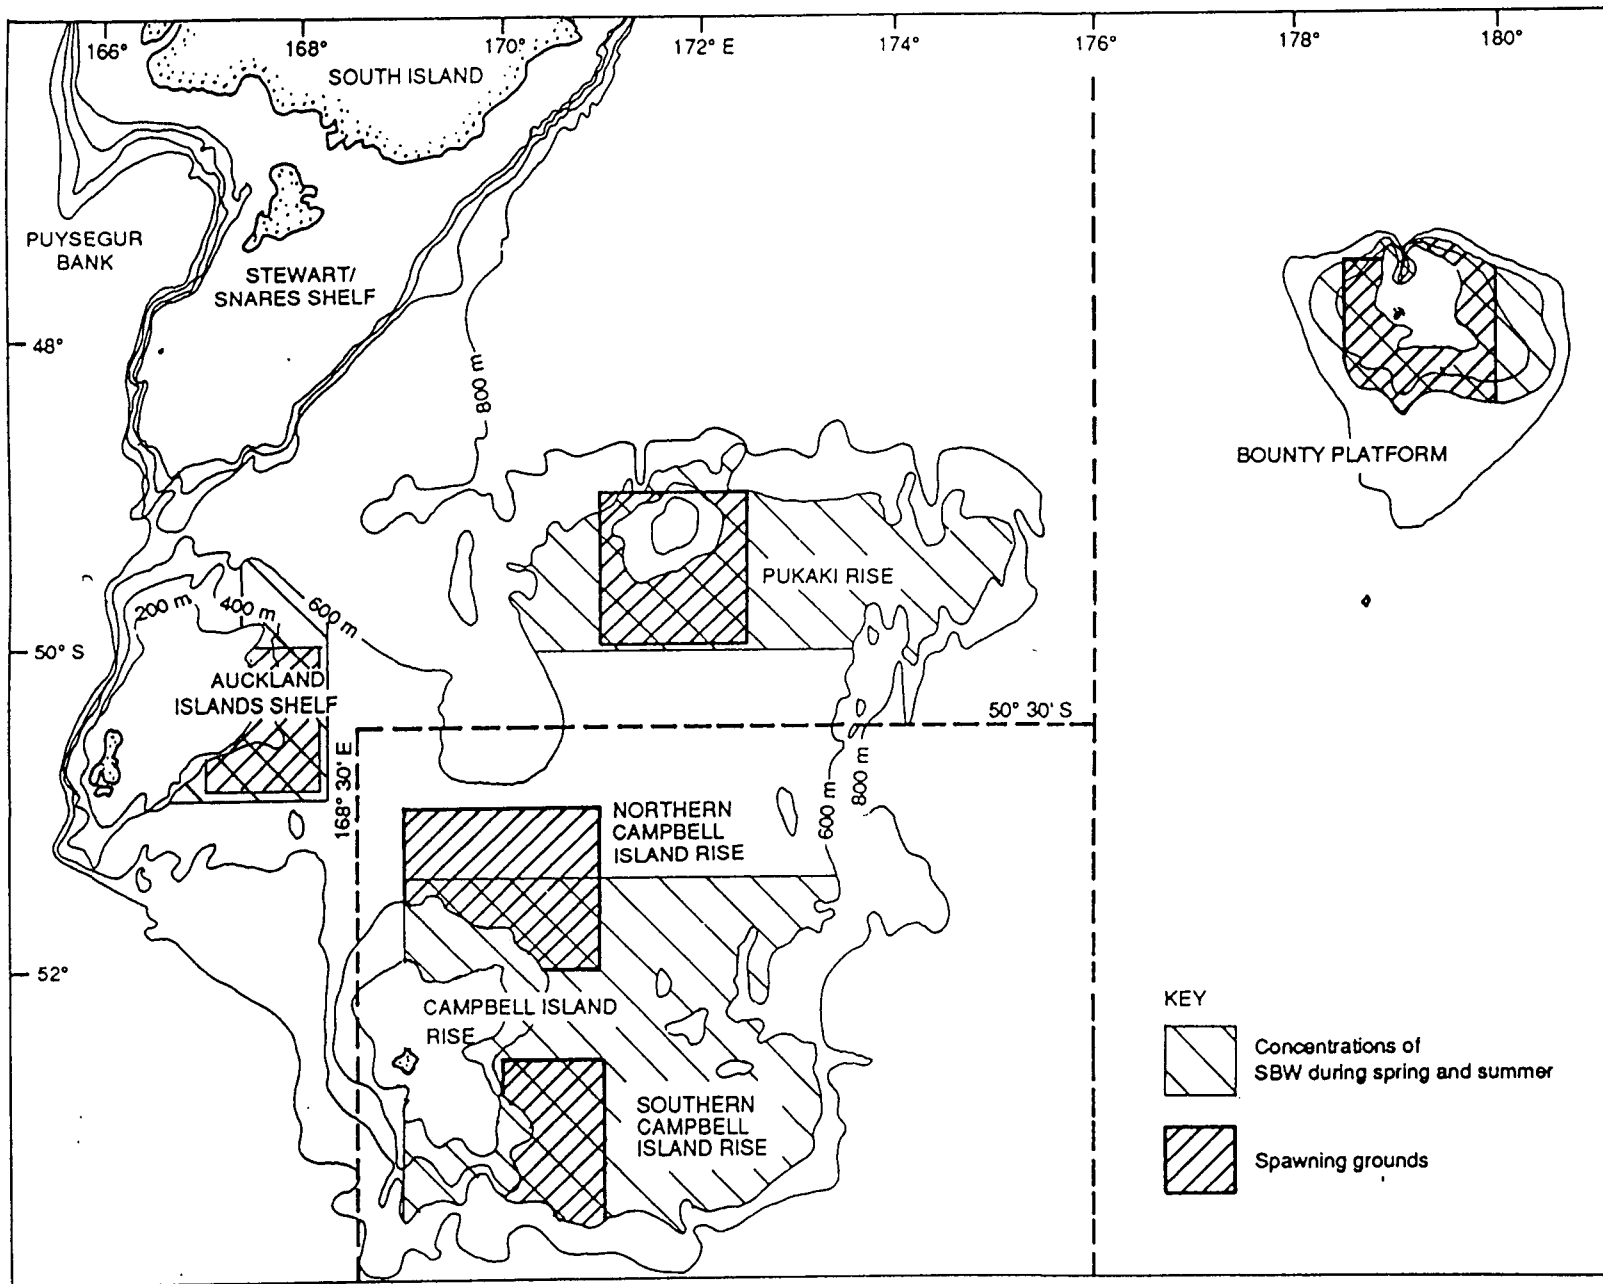 166°
168°
170°
172° E
174°
176°
178°
180°
SOUTH ISLAND
PUYSEGUR
BANK
STEWART/
SNARES SHELF
48°
800 m
BOUNTY PLATFORM
PUKAKI RISE
200 m
400 m
600 m
50° S
AUCKLAND
ISLANDS SHELF
50° 30' S
168° 30' E
600 m
800 m
NORTHERN
CAMPBELL
ISLAND RISE
52°
CAMPBELL ISLAND
RISE
SOUTHERN
CAMPBELL
ISLAND RISE
KEY
Concentrations of
SBW during spring and summer
Spawning grounds